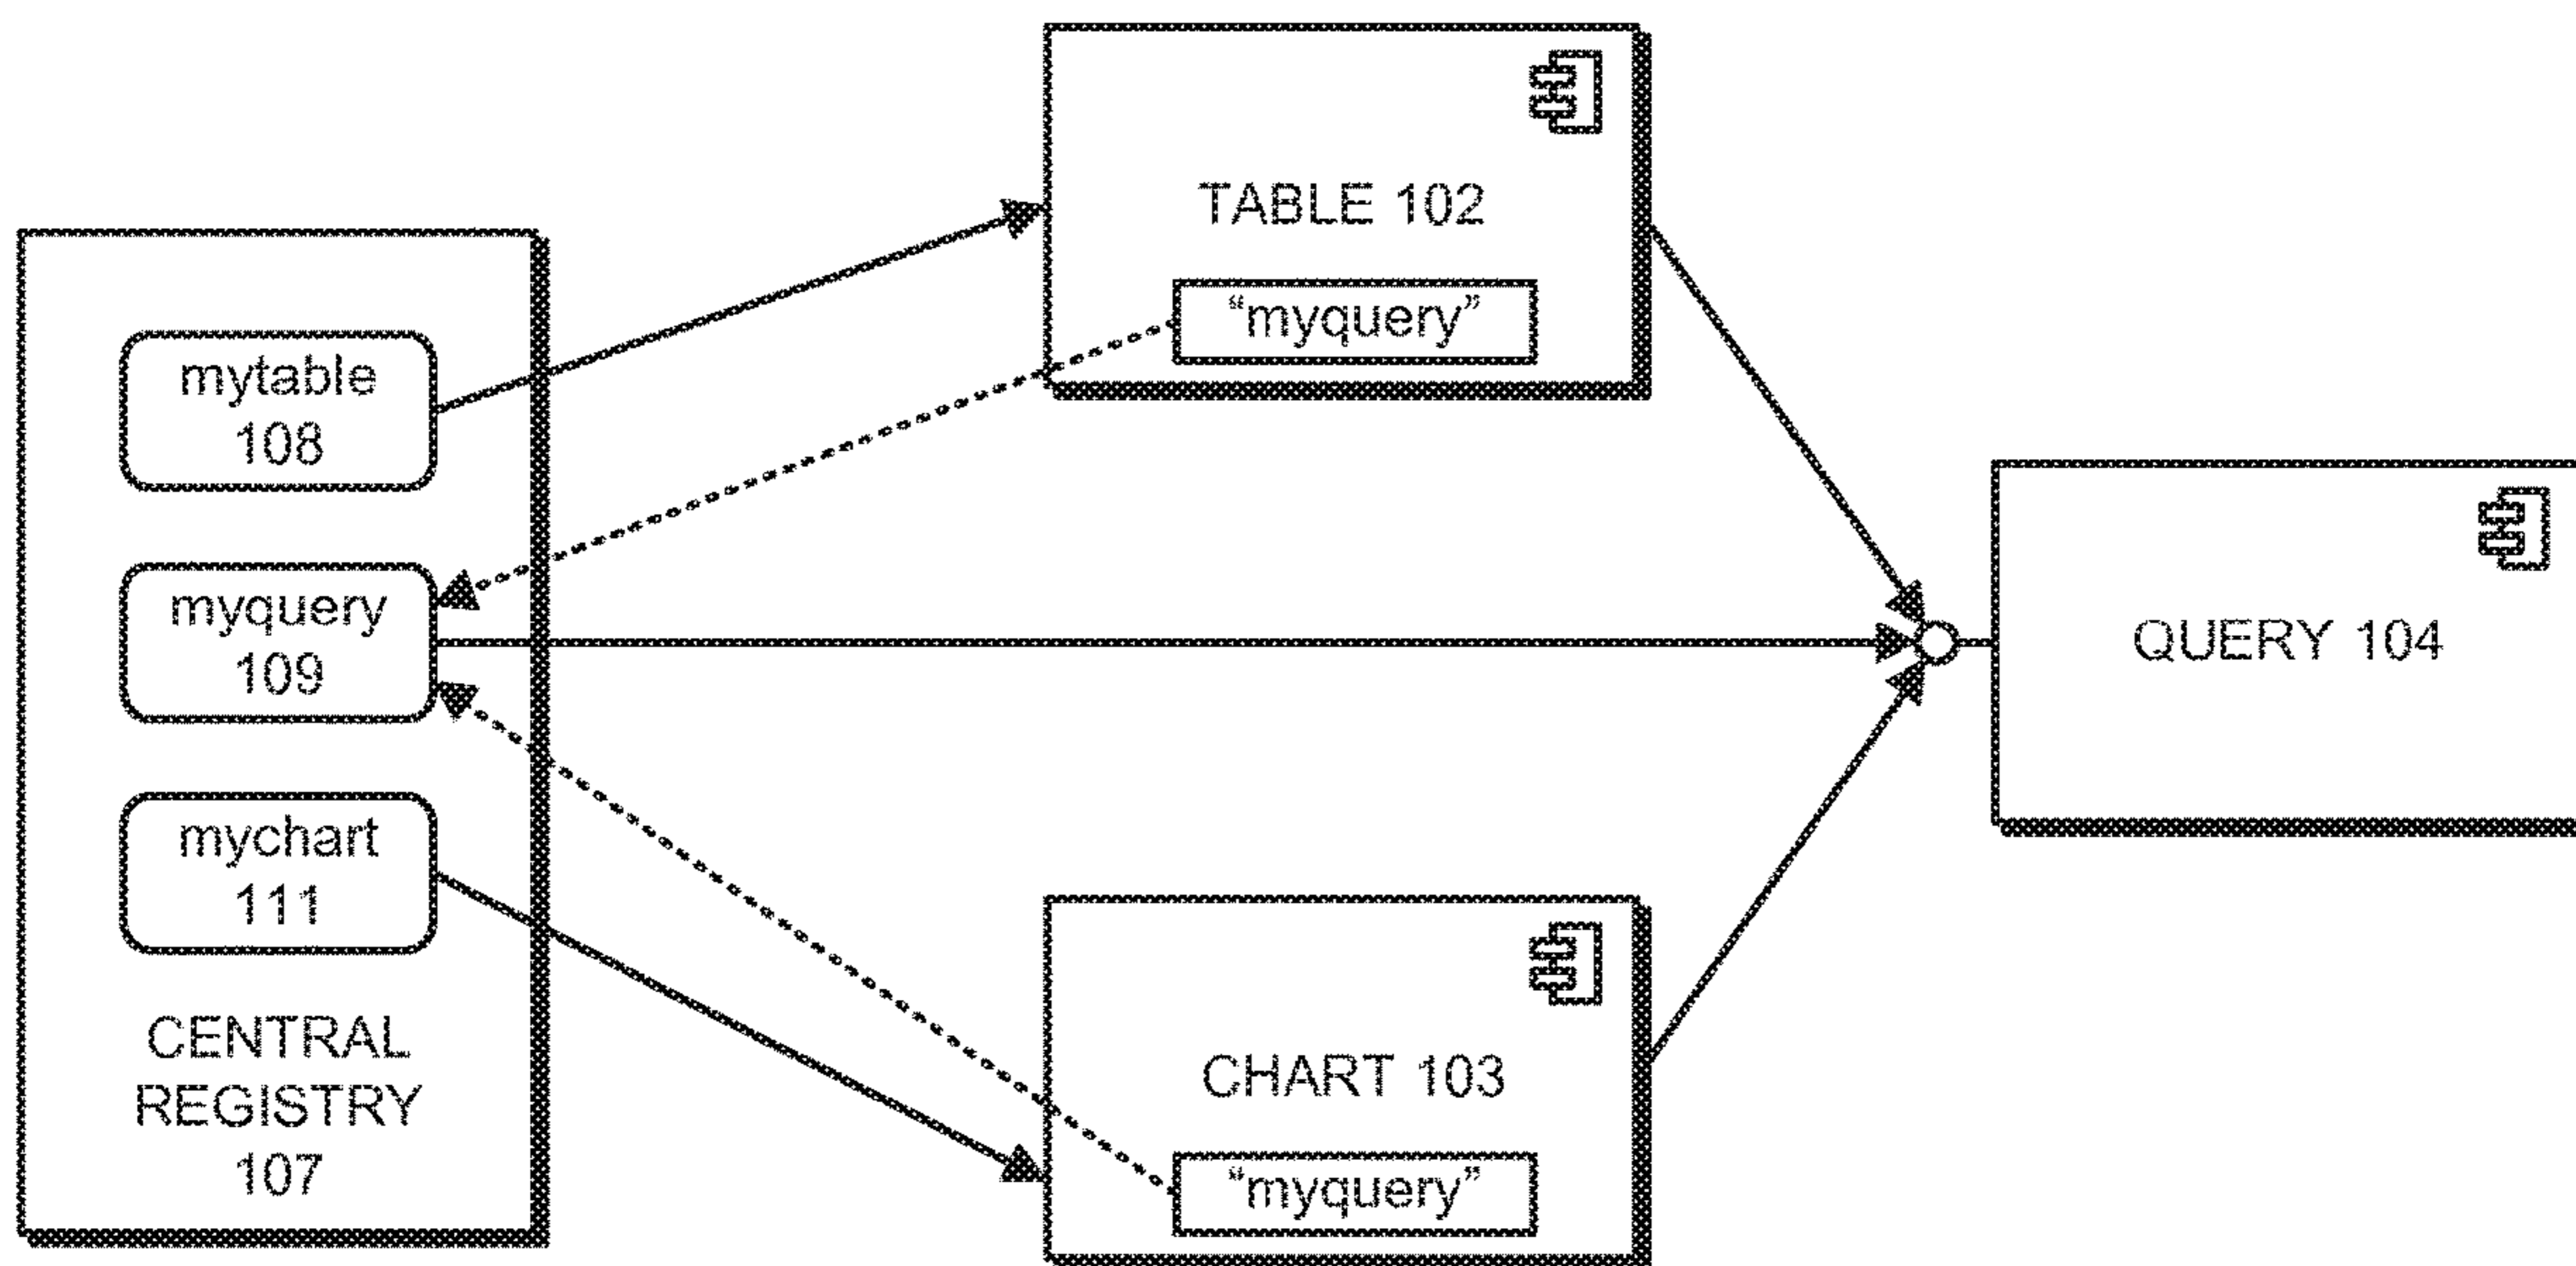 TABLE 102
“myquery”
mytable
108
myquery
109
mychart
111
CENTRAL
REGISTRY
107
QUERY 104
CHART 103
“myquery”